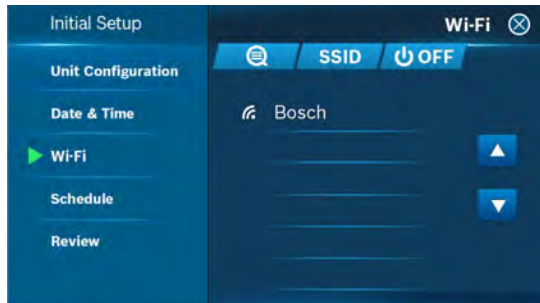 Initial Setup
Wi-Fi
SSID
OFF
Unit Configuration
Date & Time
Bosch
Wi-Fi
Schedule
Review